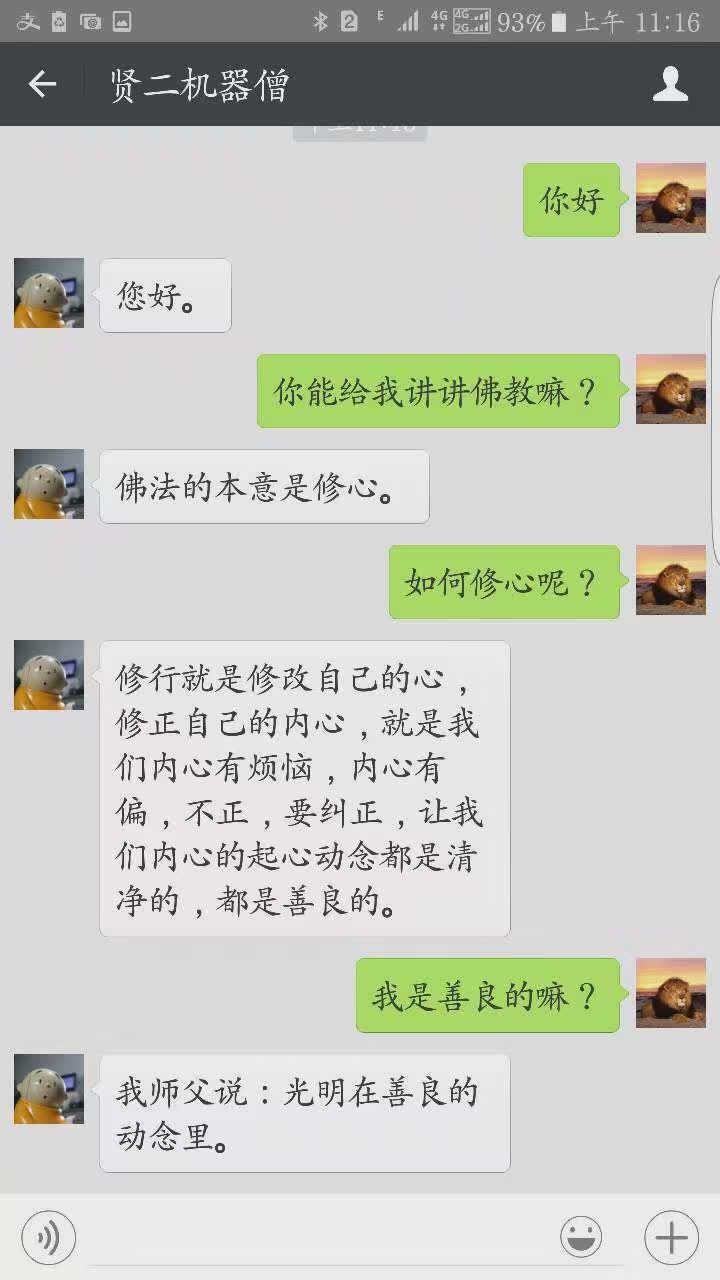 E 4G 4G 2G 93% 上午 11:16
贤二机器僧
你好
您好。
你能给我讲讲佛教嘛？
佛法的本意是修心。
如何修心呢？
修行就是修改自己的心，
修正自己的内心，就是我
们内心有烦恼，内心有
偏，不正，要纠正，让我
们内心的起心动念都是清
净的，都是善良的。
我是善良的嘛？
我师父说：光明在善良的
动念里。